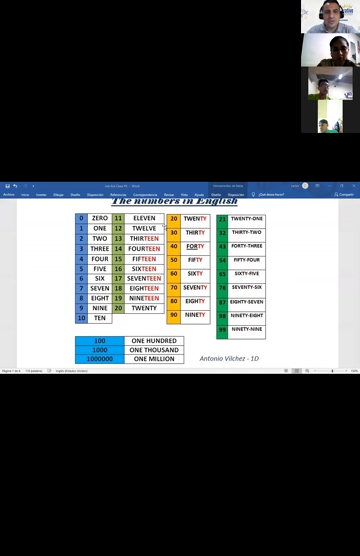 The numbers in English
0 ZERO 11 ELEVEN 20 TWENTY 21 TWENTY-ONE
1 ONE 12 TWELVE 30 THIRTY 32 THIRTY-TWO
2 TWO 13 THIRTEEN 40 FORTY 43 FORTY-THREE
3 THREE 14 FOURTEEN 50 FIFTY 54 FIFTY-FOUR
4 FOUR 15 FIFTEEN 60 SIXTY 65 SIXTY-FIVE
5 FIVE 16 SIXTEEN 70 SEVENTY 76 SEVENTY-SIX
6 SIX 17 SEVENTEEN 80 EIGHTY 87 EIGHTY-SEVEN
7 SEVEN 18 EIGHTEEN 90 NINETY 98 NINETY-EIGHT
8 EIGHT 19 NINETEEN 99 NINETY-NINE
9 NINE 20 TWENTY
10 TEN
100 ONE HUNDRED
1000 ONE THOUSAND
1000000 ONE MILLION
Antonio Vilchez - 1D